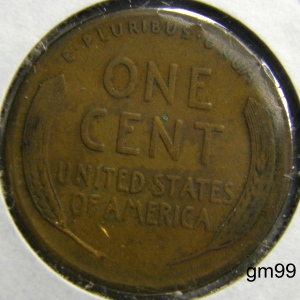 E·PLURIBUS·UNUM
ONE
CENT
UNITED·STATES
OF AMERICA
gm99